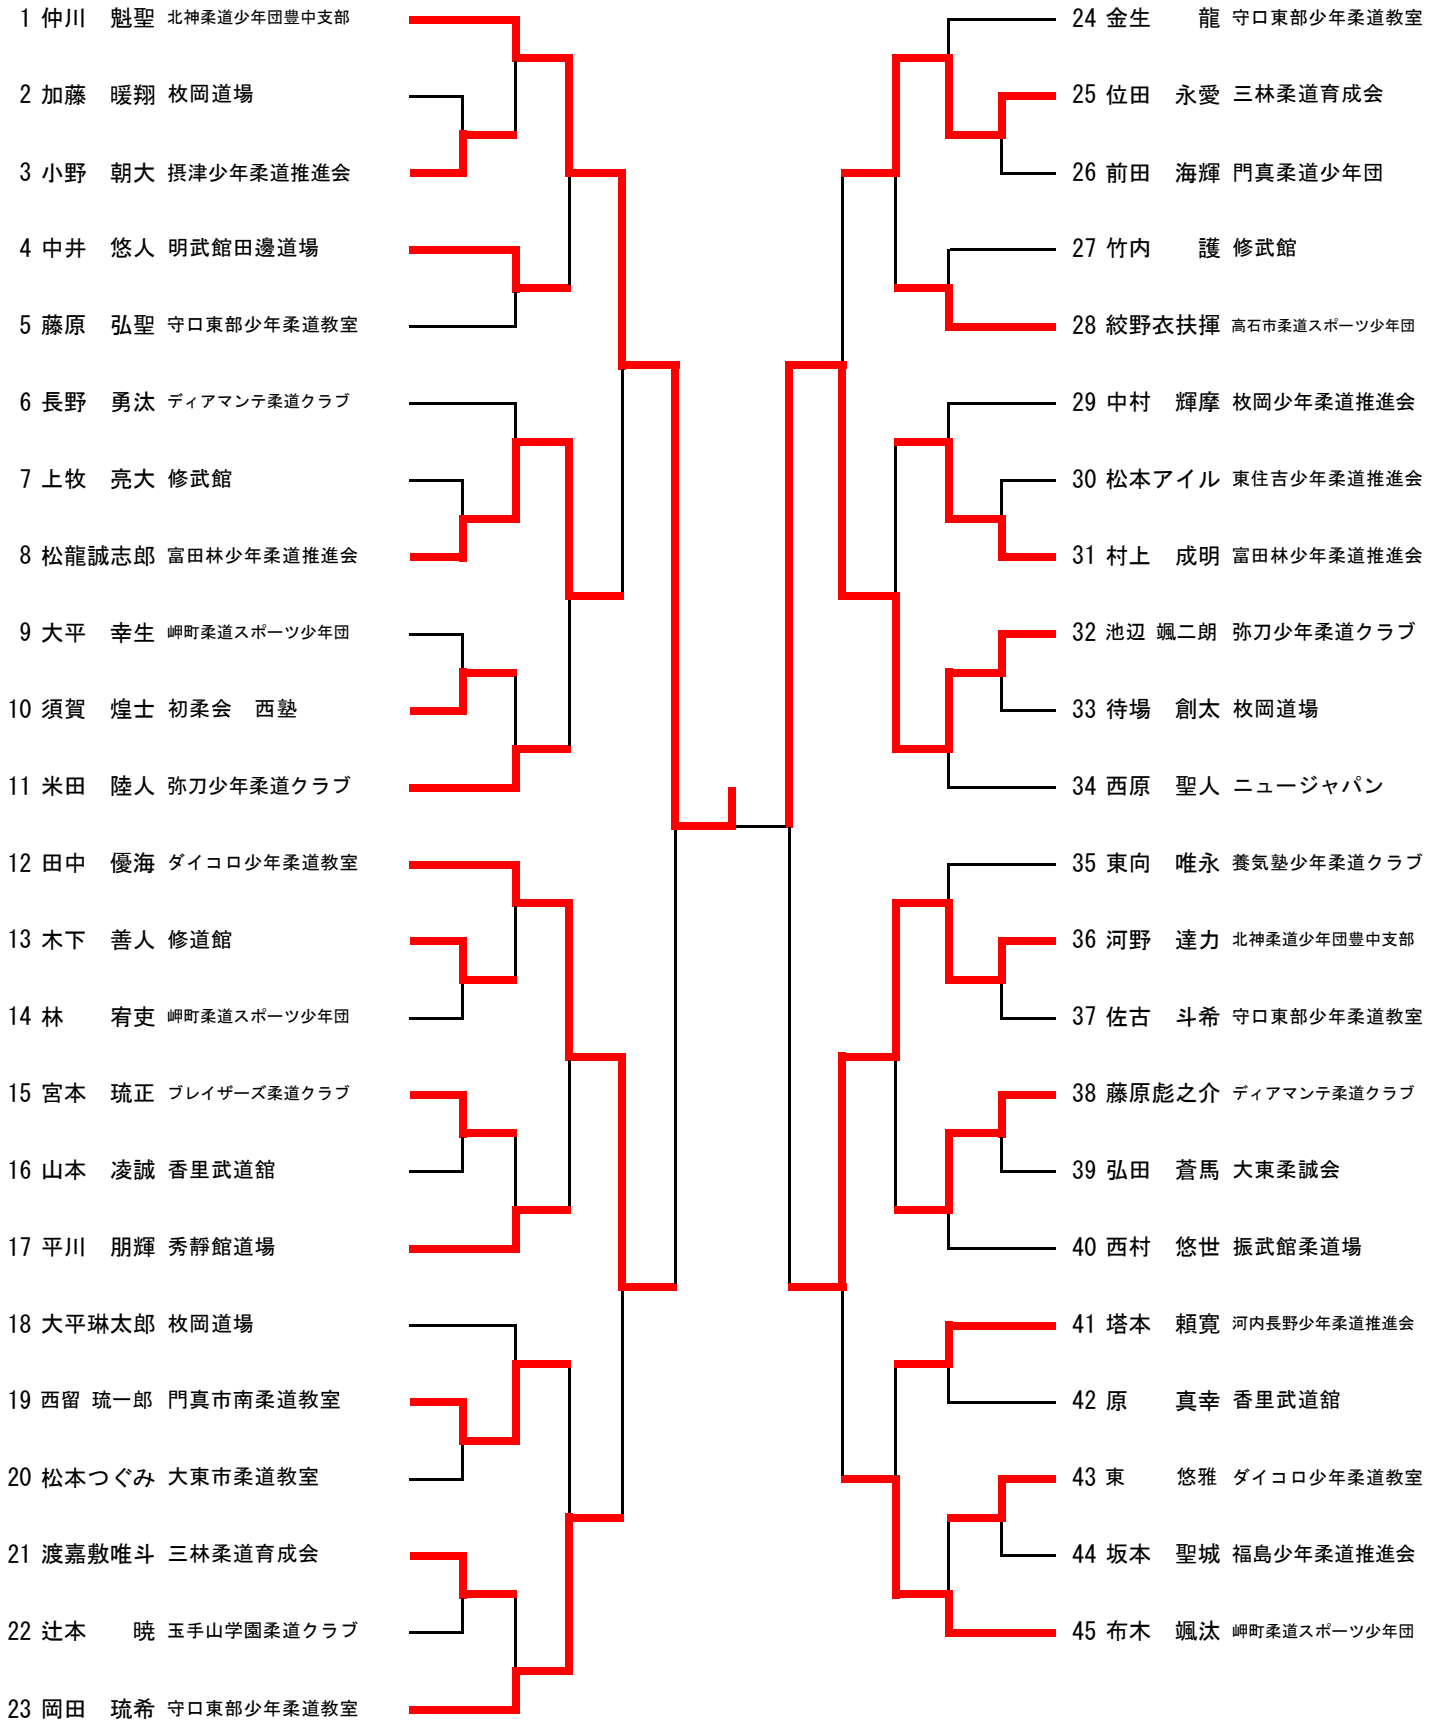 1 仲川　魁聖 北神柔道少年団豊中支部
2 加藤　暖翔 枚岡道場
3 小野　朝大 摂津少年柔道推進会
4 中井　悠人 明武館田邊道場
5 藤原　弘聖 守口東部少年柔道教室
6 長野　勇汰 ディアマンテ柔道クラブ
7 上牧　亮大 修武館
8 松龍誠志郎 富田林少年柔道推進会
9 大平　幸生 岬町柔道スポーツ少年団
10 須賀　煌士 初柔会　西塾
11 米田　陸人 弥刀少年柔道クラブ
12 田中　優海 ダイコロ少年柔道教室
13 木下　善人 修道館
14 林　　宥吏 岬町柔道スポーツ少年団
15 宮本　琉正 ブレイザーズ柔道クラブ
16 山本　凌誠 香里武道舘
17 平川　朋輝 秀靜館道場
18 大平琳太郎 枚岡道場
19 西留 琉一郎 門真市南柔道教室
20 松本つぐみ 大東市柔道教室
21 渡嘉敷唯斗 三林柔道育成会
22 辻本　　暁 玉手山学園柔道クラブ
23 岡田　琉希 守口東部少年柔道教室
24 金生　　龍 守口東部少年柔道教室
25 位田　永愛 三林柔道育成会
26 前田　海輝 門真柔道少年団
27 竹内　　護 修武館
28 絞野衣扶揮 高石市柔道スポーツ少年団
29 中村　輝摩 枚岡少年柔道推進会
30 松本アイル 東住吉少年柔道推進会
31 村上　成明 富田林少年柔道推進会
32 池辺 颯二朗 弥刀少年柔道クラブ
33 待場　創太 枚岡道場
34 西原　聖人 ニュージャパン
35 東向　唯永 養気塾少年柔道クラブ
36 河野　達力 北神柔道少年団豊中支部
37 佐古　斗希 守口東部少年柔道教室
38 藤原彪之介 ディアマンテ柔道クラブ
39 弘田　蒼馬 大東柔誠会
40 西村　悠世 振武館柔道場
41 塔本　頼寛 河内長野少年柔道推進会
42 原　　真幸 香里武道舘
43 東　　悠雅 ダイコロ少年柔道教室
44 坂本　聖城 福島少年柔道推進会
45 布木　颯汰 岬町柔道スポーツ少年団